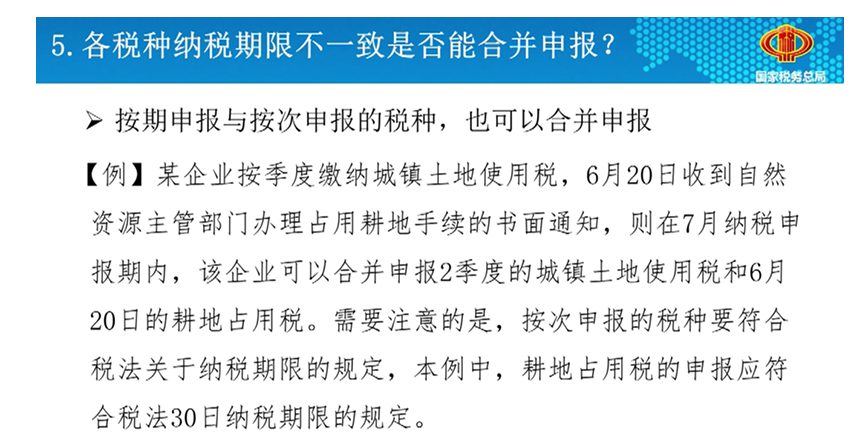 5. 各税种纳税期限不一致是否能合并申报？
国家税务总局
➢ 按期申报与按次申报的税种，也可以合并申报
【例】某企业按季度缴纳城镇土地使用税，6月20日收到自然
资源主管部门办理占用耕地手续的书面通知，则在7月纳税申
报期内，该企业可以合并申报2季度的城镇土地使用税和6月
20日的耕地占用税。需要注意的是，按次申报的税种要符合
税法关于纳税期限的规定，本例中，耕地占用税的申报应符
合税法30日纳税期限的规定。